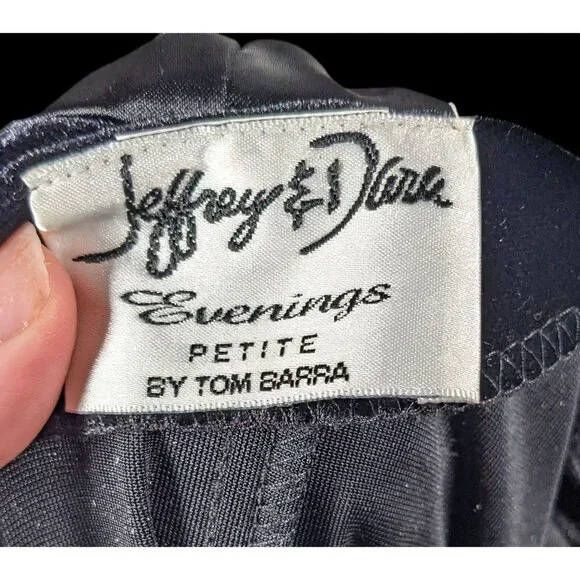 Jeffrey & Dara
Evenings
PETITE
BY TOM BARRA